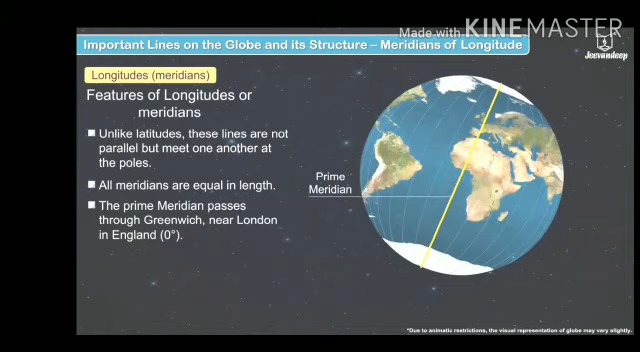 Made with KINEMASTER
Important Lines on the Globe and its Structure – Meridians of Longitude
Jeevandeep
Longitudes (meridians)
Features of Longitudes or
meridians
Unlike latitudes, these lines are not
parallel but meet one another at
the poles.
All meridians are equal in length.
The prime Meridian passes
through Greenwich, near London
in England (0°).
Prime
Meridian
*Due to animatic restrictions, the visual representation of globe may vary slightly.